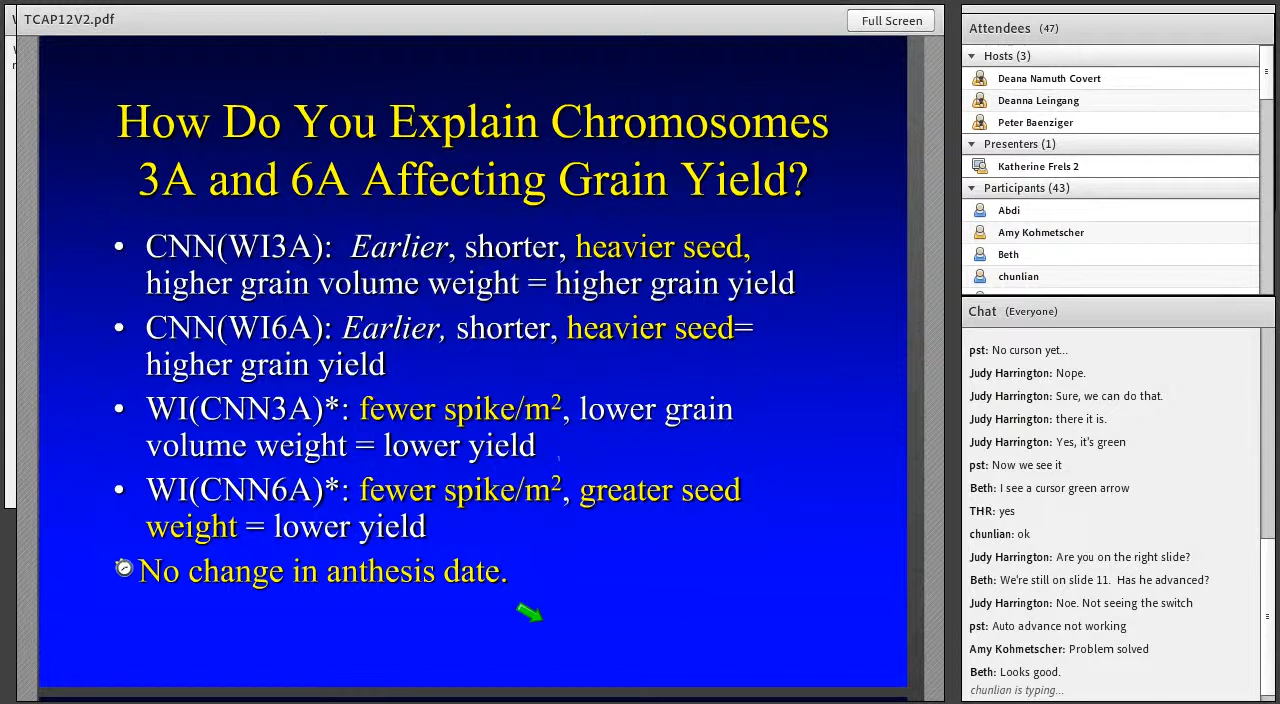 TCAP12V2.pdf
Full Screen
How Do You Explain Chromosomes
3A and 6A Affecting Grain Yield?
• CNN(WI3A): Earlier, shorter, heavier seed,
higher grain volume weight = higher grain yield
• CNN(WI6A): Earlier, shorter, heavier seed=
higher grain yield
• WI(CNN3A)*: fewer spike/m², lower grain
volume weight = lower yield
• WI(CNN6A)*: fewer spike/m², greater seed
weight = lower yield
No change in anthesis date.
Attendees (47)
Hosts (3)
Deana Namuth Covert
Deanna Leingang
Peter Baenziger
Presenters (1)
Katherine Frels 2
Participants (43)
Abdi
Amy Kohmetscher
Beth
chunlian
Chat (Everyone)
pst: No curson yet...
Judy Harrington: Nope.
Judy Harrington: Sure, we can do that.
Judy Harrington: there it is.
Judy Harrington: Yes, it's green
pst: Now we see it
Beth: I see a cursor green arrow
THR: yes
chunlian: ok
Judy Harrington: Are you on the right slide?
Beth: We're still on slide 11. Has he advanced?
Judy Harrington: Noe. Not seeing the switch
pst: Auto advance not working
Amy Kohmetscher: Problem solved
Beth: Looks good.
chunlian is typing...